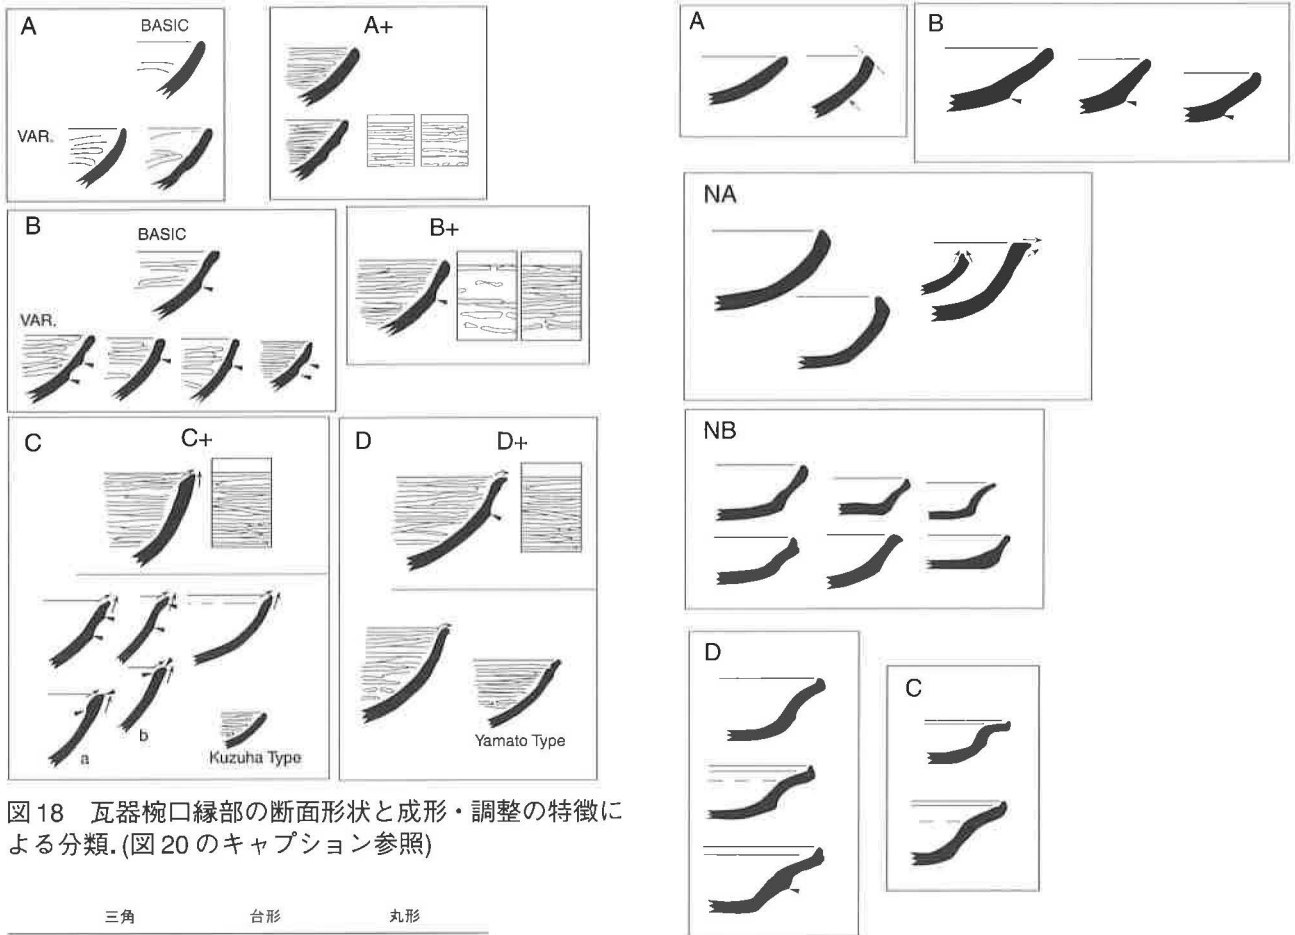 A
BASIC
VAR.
A+
B
BASIC
VAR.
B+
C
C+
a
b
Kuzuha Type
D
D+
Yamato Type
図18 瓦器椀口縁部の断面形状と成形・調整の特徴に
よる分類. (図20のキャプション参照)
三角 台形 丸形
A
B
NA
NB
D
C